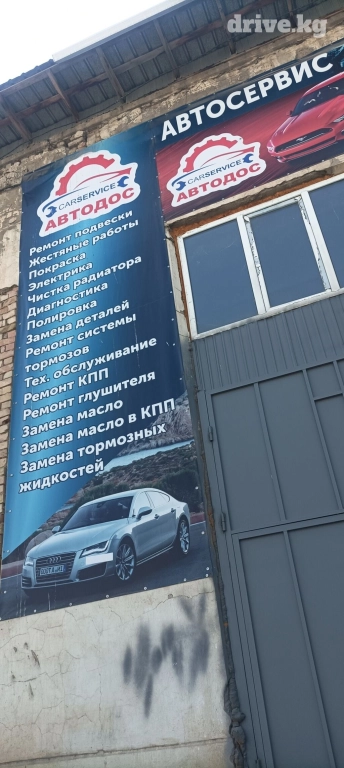 drive.kg
АВТОСЕРВИС
CARSERVICE
АВТОДОС
CARSERVICE
АВТОДОС
Ремонт подвески
Жестяные работы
Покраска
Электрика
Чистка радиатора
Диагностика
Полировка
Замена деталей
Ремонт системы
тормозов
Тех. обслуживание
Ремонт КПП
Ремонт глушителя
Замена масло
Замена масло в КПП
Замена тормозных
жидкостей